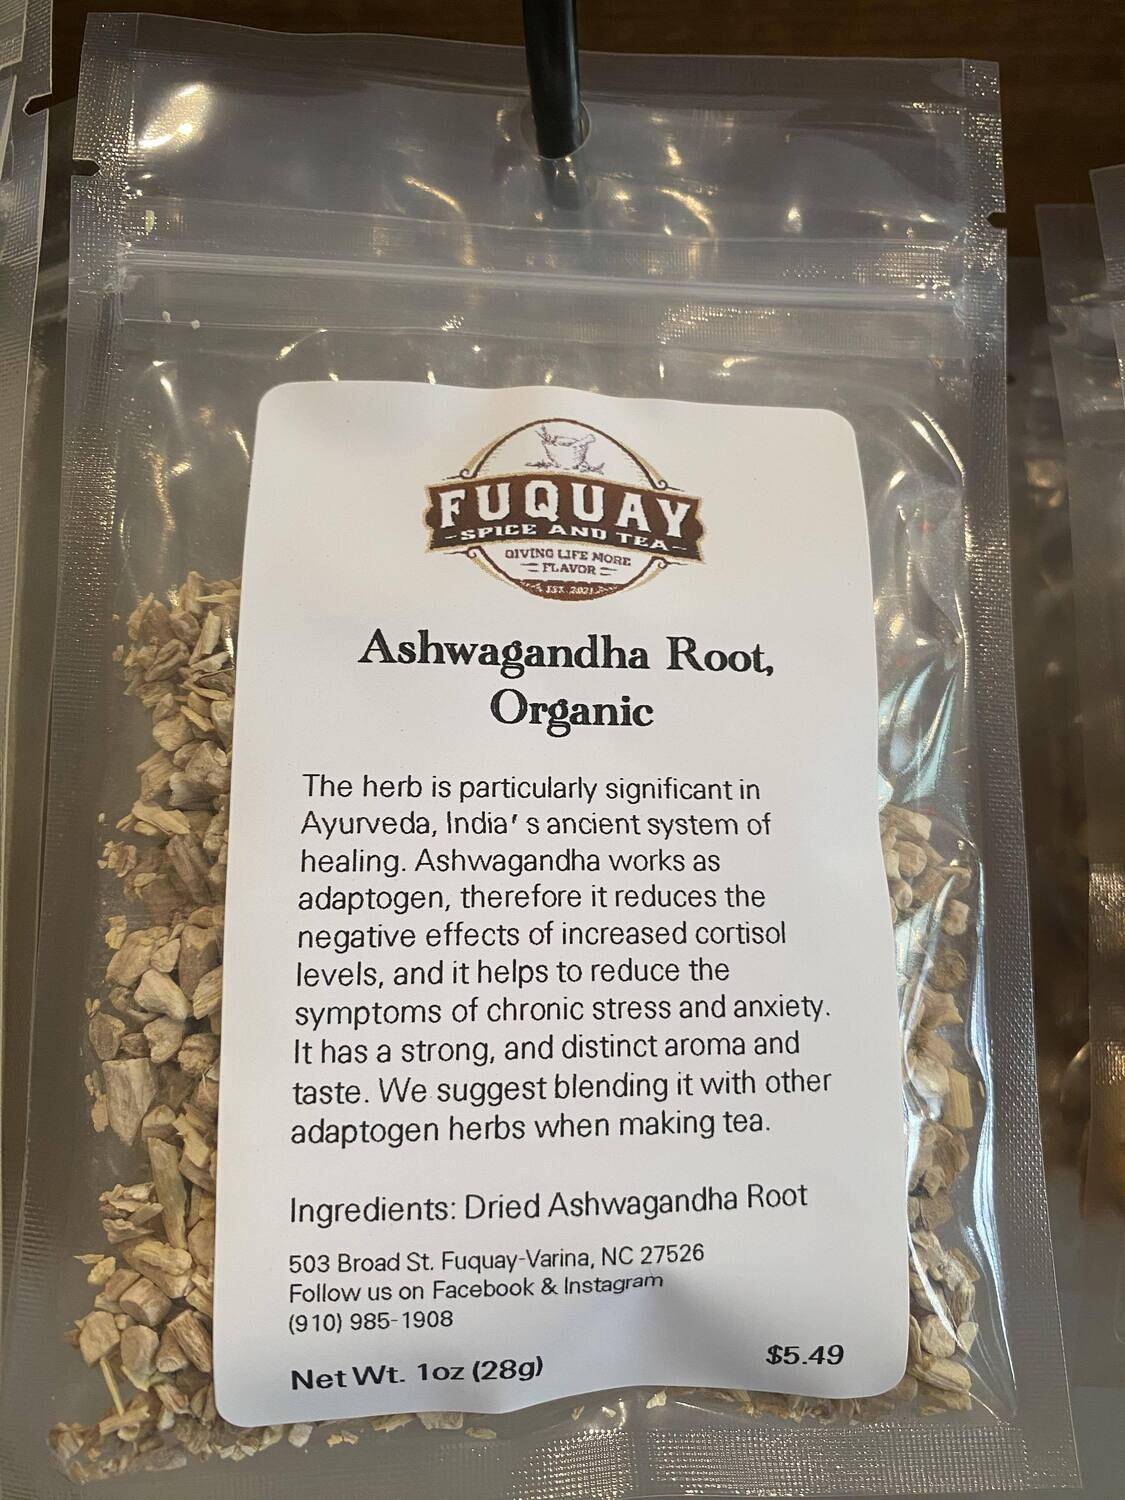 FUQUAY
-SPICE AND TEA-
GIVING LIFE MORE
FLAVOR
EST. 2021
Ashwagandha Root,
Organic
The herb is particularly significant in
Ayurveda, India's ancient system of
healing. Ashwagandha works as
adaptogen, therefore it reduces the
negative effects of increased cortisol
levels, and it helps to reduce the
symptoms of chronic stress and anxiety.
It has a strong, and distinct aroma and
taste. We suggest blending it with other
adaptogen herbs when making tea.
Ingredients: Dried Ashwagandha Root
503 Broad St. Fuquay-Varina, NC 27526
Follow us on Facebook & Instagram
(910) 985-1908
Net Wt. 1oz (28g)
$5.49